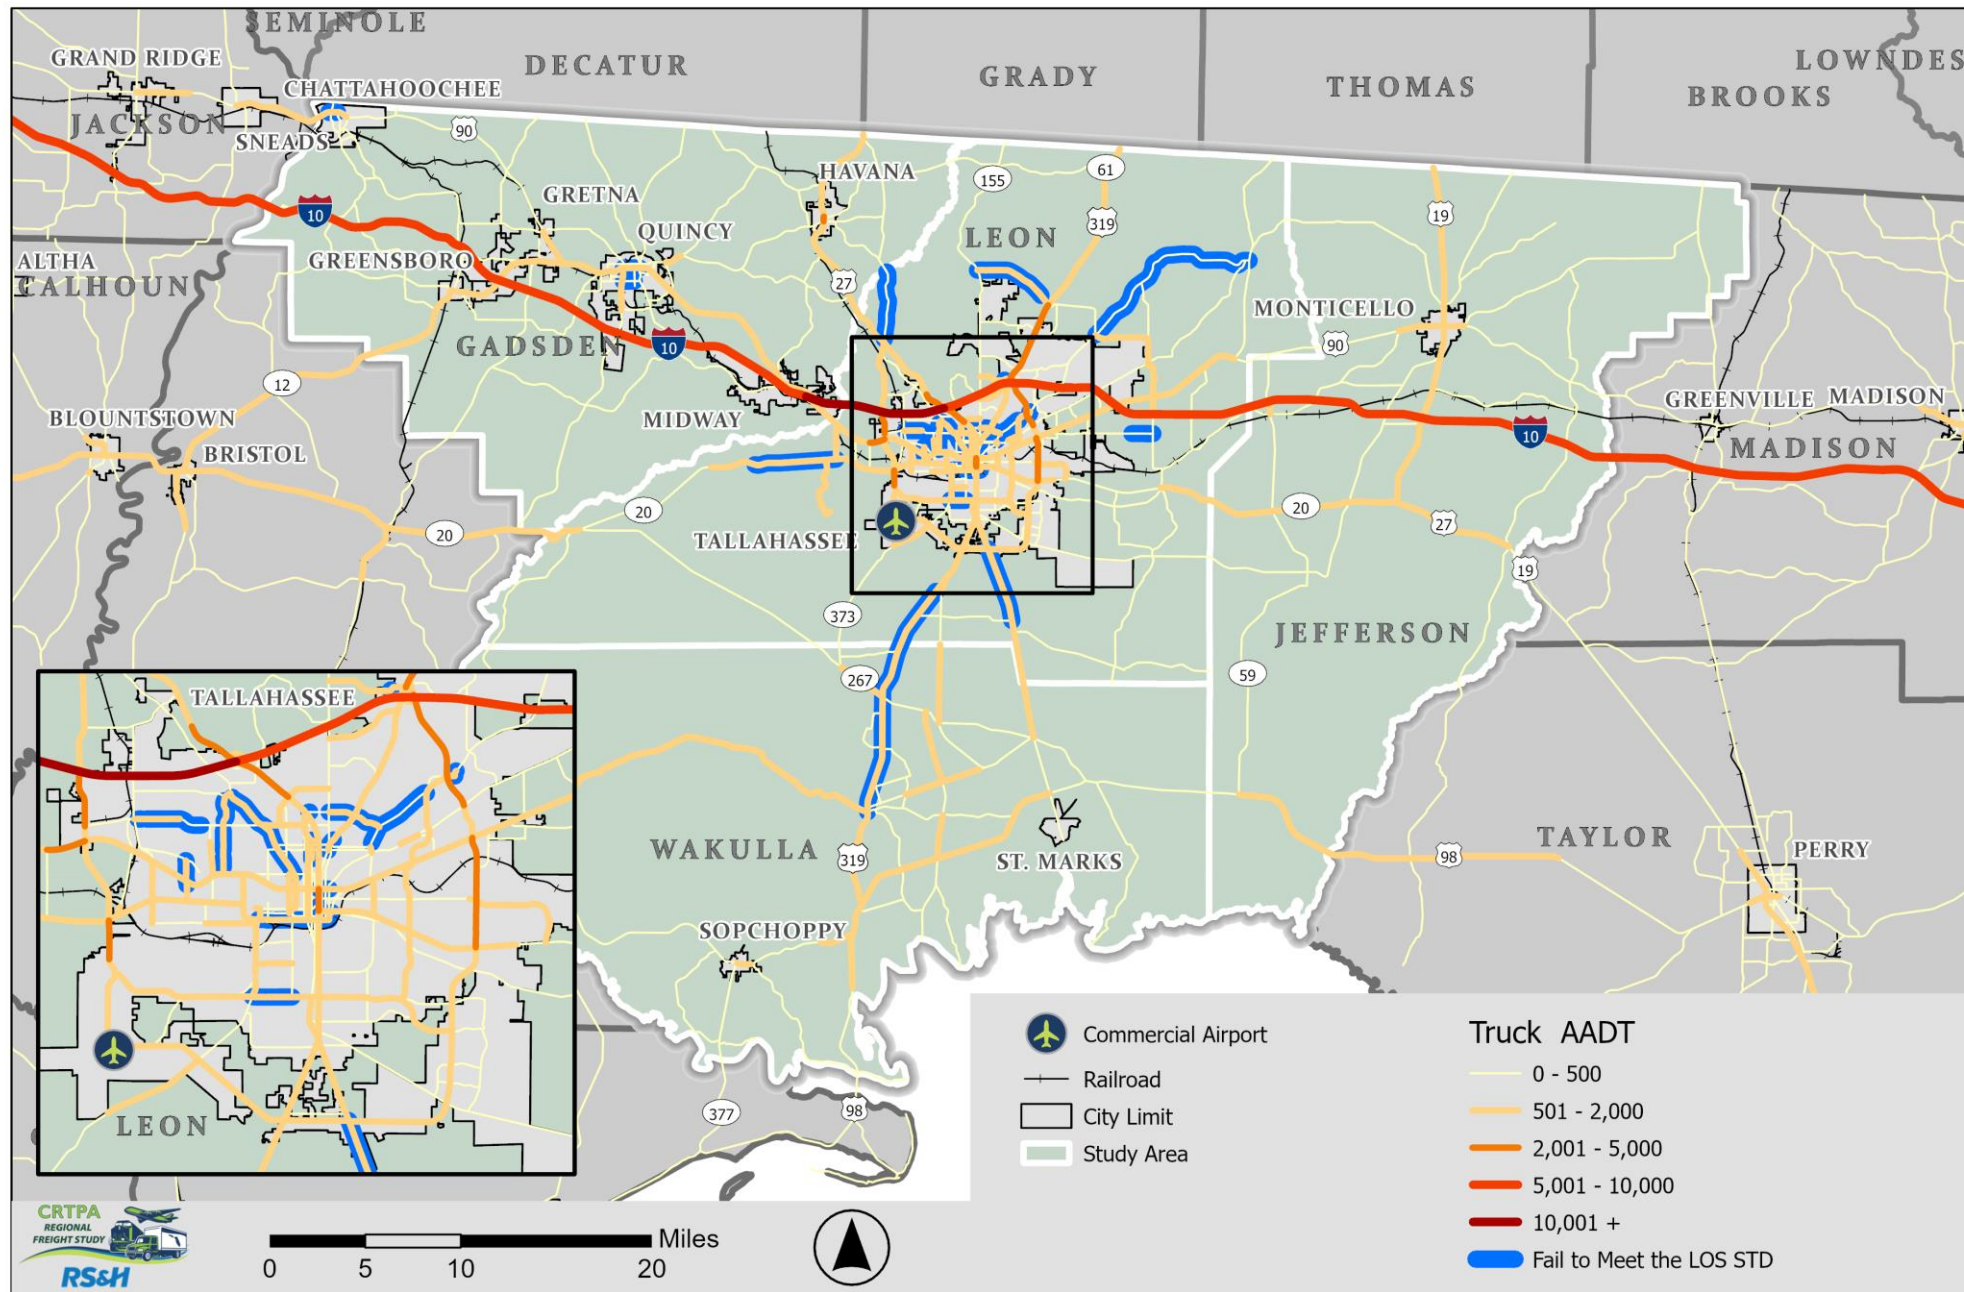 SEMINOLE
DECATUR
GRADY
THOMAS
LOWNDES
BROOKS
GRAND RIDGE
CHATTAHOOCHEE
JACKSON
SNEADS
90
HAVANA
155
61
10
GRETNA
319
19
QUINCY
LEON
ALTHA
CALHOUN
GREENSBORO
27
MONTICELLO
GADSDEN
10
90
12
BLOUNTSTOWN
MIDWAY
GREENVILLE
MADISON
BRISTOL
10
MADISON
20
20
TALLAHASSEE
20
27
19
373
JEFFERSON
267
59
TALLAHASSEE
WAKULLA
319
ST. MARKS
98
TAYLOR
PERRY
SOPCHOPPY
LEON
377
98
Commercial Airport
Railroad
City Limit
Study Area
Truck AADT
0 - 500
501 - 2,000
2,001 - 5,000
5,001 - 10,000
10,001 +
Fail to Meet the LOS STD
CRTPA
REGIONAL
FREIGHT STUDY
RS&H
Miles
0 5 10 20